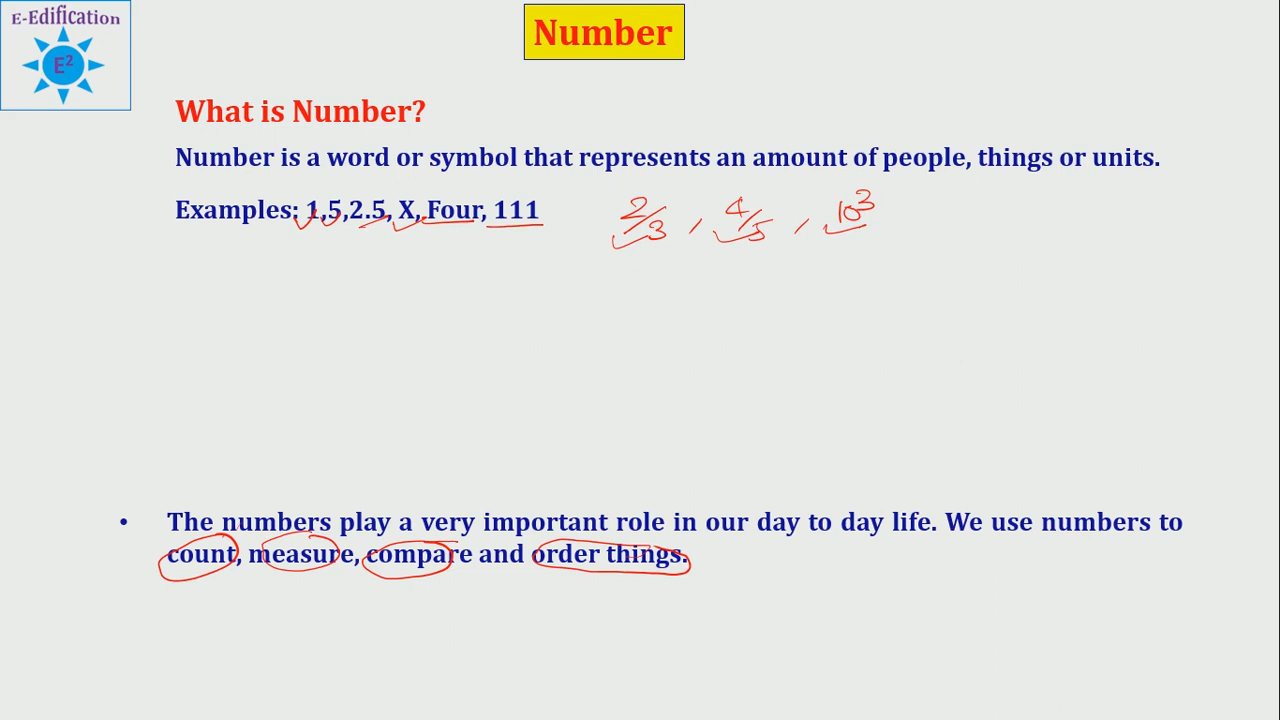 E-Edification
E²
Number
What is Number?
Number is a word or symbol that represents an amount of people, things or units.
Examples: 1,5,2.5, X, Four, 111 2/3 , 4/5 , 10³
• The numbers play a very important role in our day to day life. We use numbers to
count, measure, compare and order things.